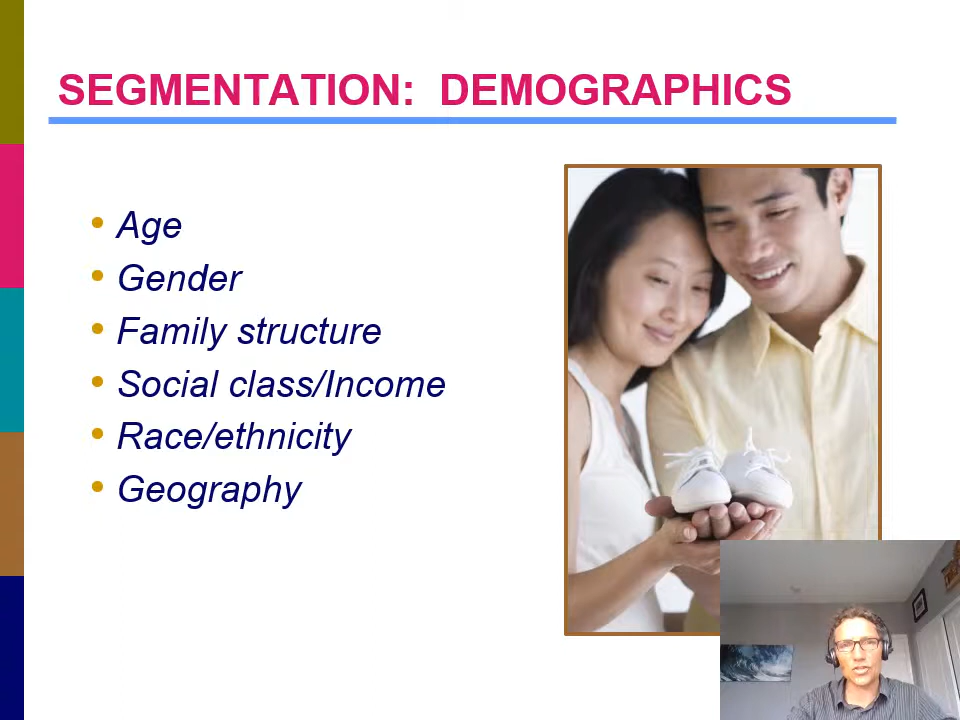 SEGMENTATION: DEMOGRAPHICS
• Age
• Gender
• Family structure
• Social class/Income
• Race/ethnicity
• Geography